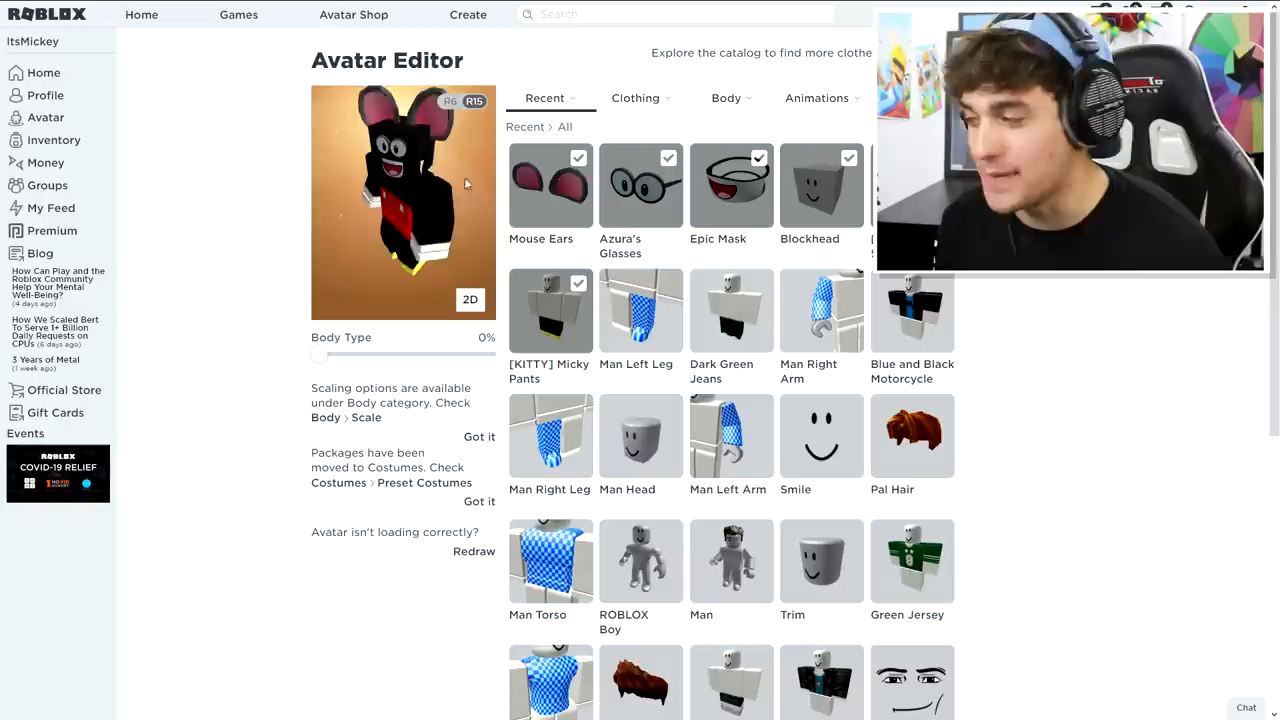 ROBLOX
Home
Games
Avatar Shop
Create
Search
ItsMickey
Home
Profile
Avatar
Inventory
Money
Groups
My Feed
Premium
Blog
How Can Play and the
Roblox Community
Help Your Mental
Well-Being?
(4 days ago)
How We Scaled Bert
To Serve 1+ Billion
Daily Requests on
CPUs (6 days ago)
3 Years of Metal
(1 week ago)
Official Store
Gift Cards
Events
ROBLOX
COVID-19 RELIEF
Avatar Editor
Explore the catalog to find more clothe
R6 R15
2D
Body Type 0%
Scaling options are available
under Body category. Check
Body > Scale
Got it
Packages have been
moved to Costumes. Check
Costumes > Preset Costumes
Got it
Avatar isn't loading correctly?
Redraw
Recent
Clothing
Body
Animations
Recent > All
Mouse Ears
Azura's
Glasses
Epic Mask
Blockhead
[KITTY] Micky
Pants
Man Left Leg
Dark Green
Jeans
Man Right
Arm
Blue and Black
Motorcycle
Man Right Leg
Man Head
Man Left Arm
Smile
Pal Hair
Man Torso
ROBLOX
Boy
Man
Trim
Green Jersey
Chat